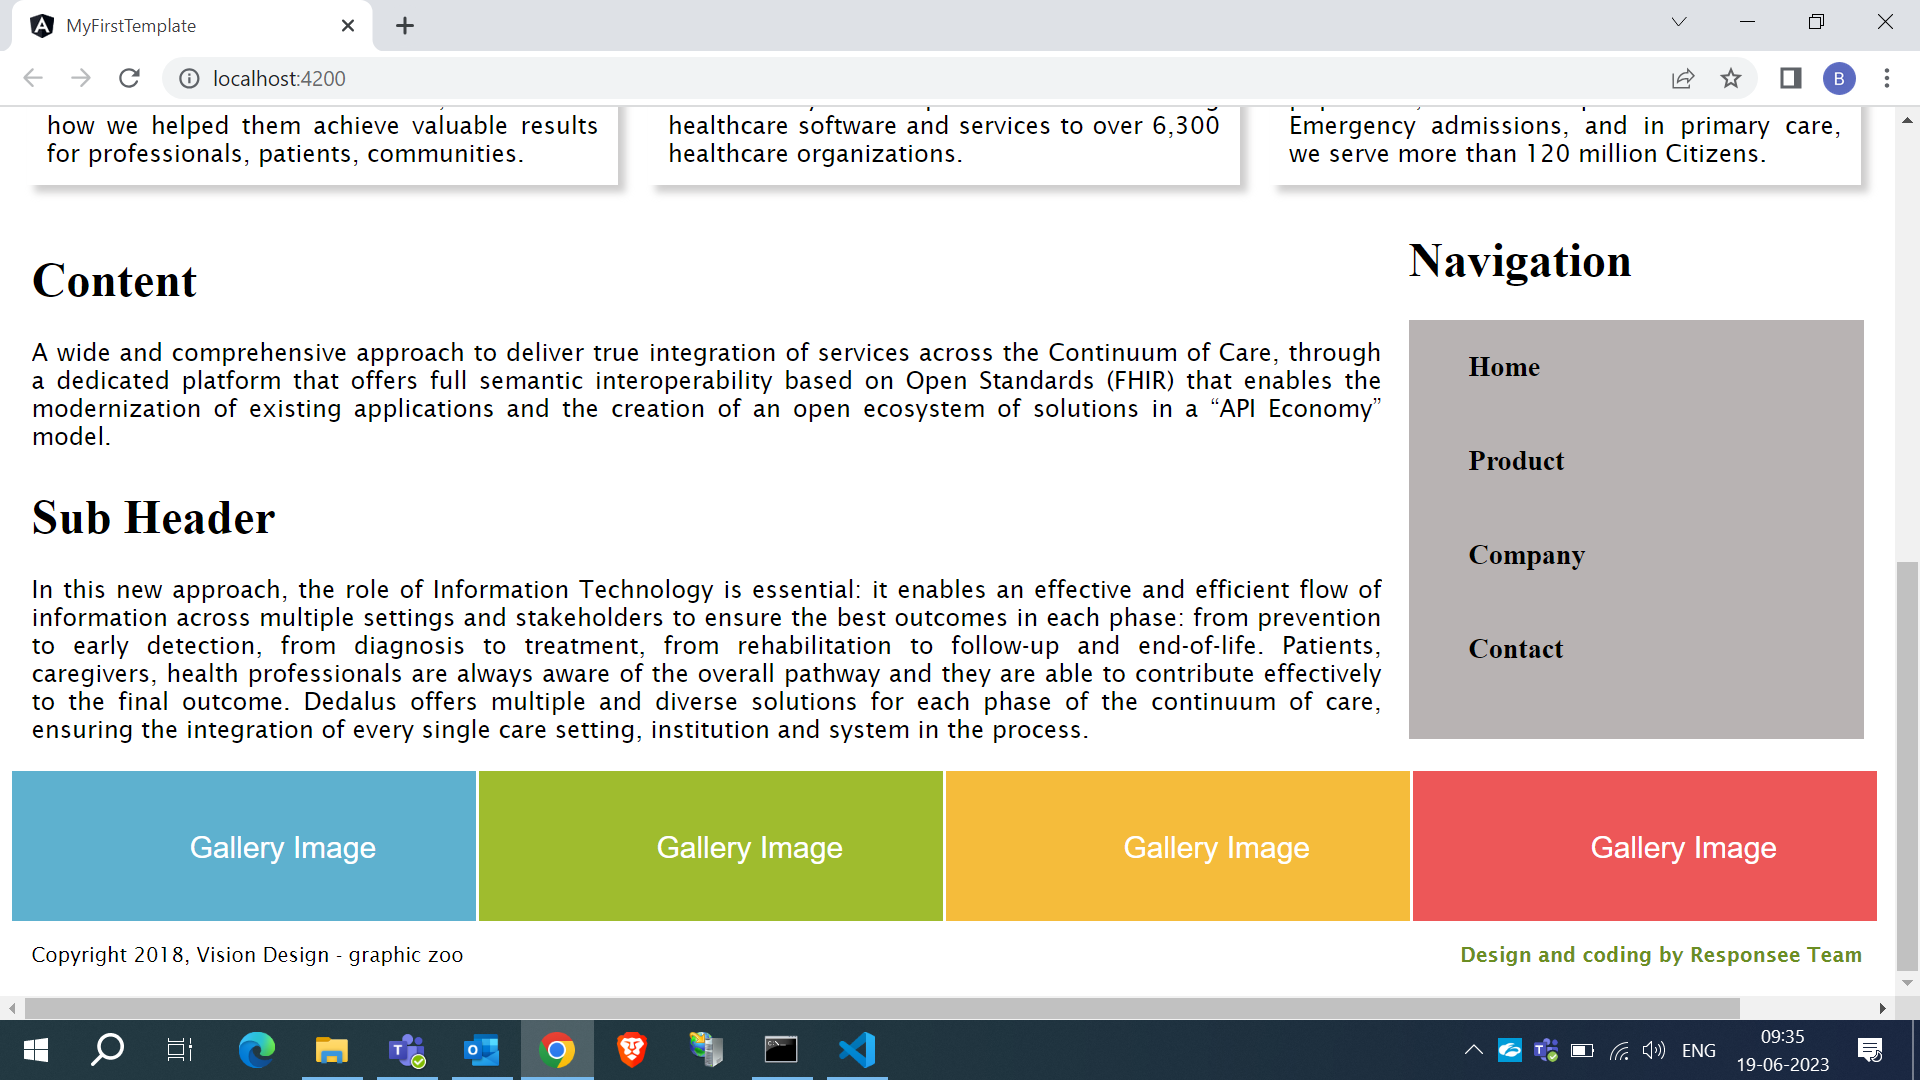 MyFirstTemplate
localhost:4200
B
how we helped them achieve valuable results
for professionals, patients, communities.
healthcare software and services to over 6,300
healthcare organizations.
Emergency admissions, and in primary care,
we serve more than 120 million Citizens.
Content
A wide and comprehensive approach to deliver true integration of services across the Continuum of Care, through
a dedicated platform that offers full semantic interoperability based on Open Standards (FHIR) that enables the
modernization of existing applications and the creation of an open ecosystem of solutions in a “API Economy”
model.
Sub Header
In this new approach, the role of Information Technology is essential: it enables an effective and efficient flow of
information across multiple settings and stakeholders to ensure the best outcomes in each phase: from prevention
to early detection, from diagnosis to treatment, from rehabilitation to follow-up and end-of-life. Patients,
caregivers, health professionals are always aware of the overall pathway and they are able to contribute effectively
to the final outcome. Dedalus offers multiple and diverse solutions for each phase of the continuum of care,
ensuring the integration of every single care setting, institution and system in the process.
Navigation
Home
Product
Company
Contact
Gallery Image
Gallery Image
Gallery Image
Gallery Image
Copyright 2018, Vision Design - graphic zoo
Design and coding by Responsee Team
ENG
09:35
19-06-2023